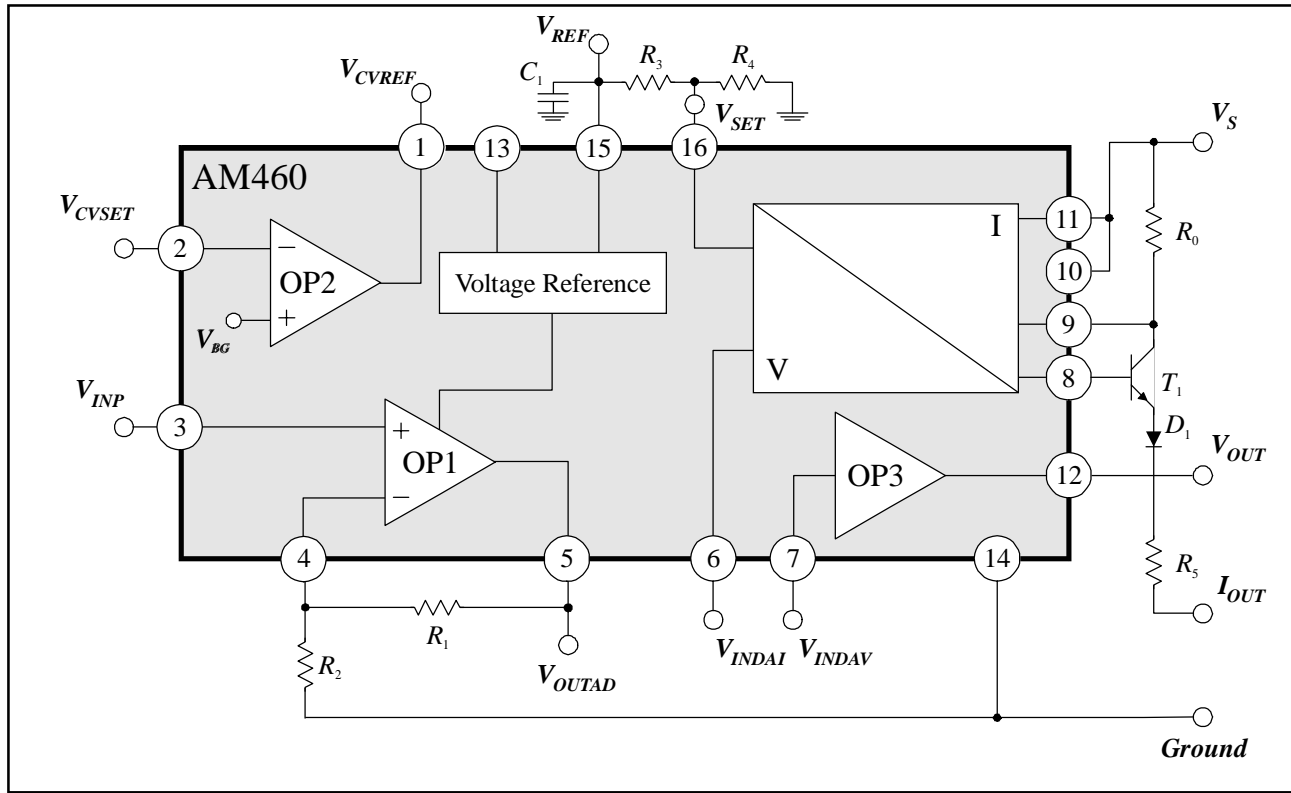 V_REF
R_3 R_4
V_CVREF C_1
V_SET V_S
1 13 15 16
AM460
V_CVSET
2 11 I R_0
OP2 Voltage Reference 10
− +
V_BG 9
V_INP V 8 T_1
3 D_1
+ − OP1 OP3 12 V_OUT
4 5 6 7 14 R_5
I_OUT
R_1
R_2 V_OUTAD V_INDAI V_INDAV
Ground